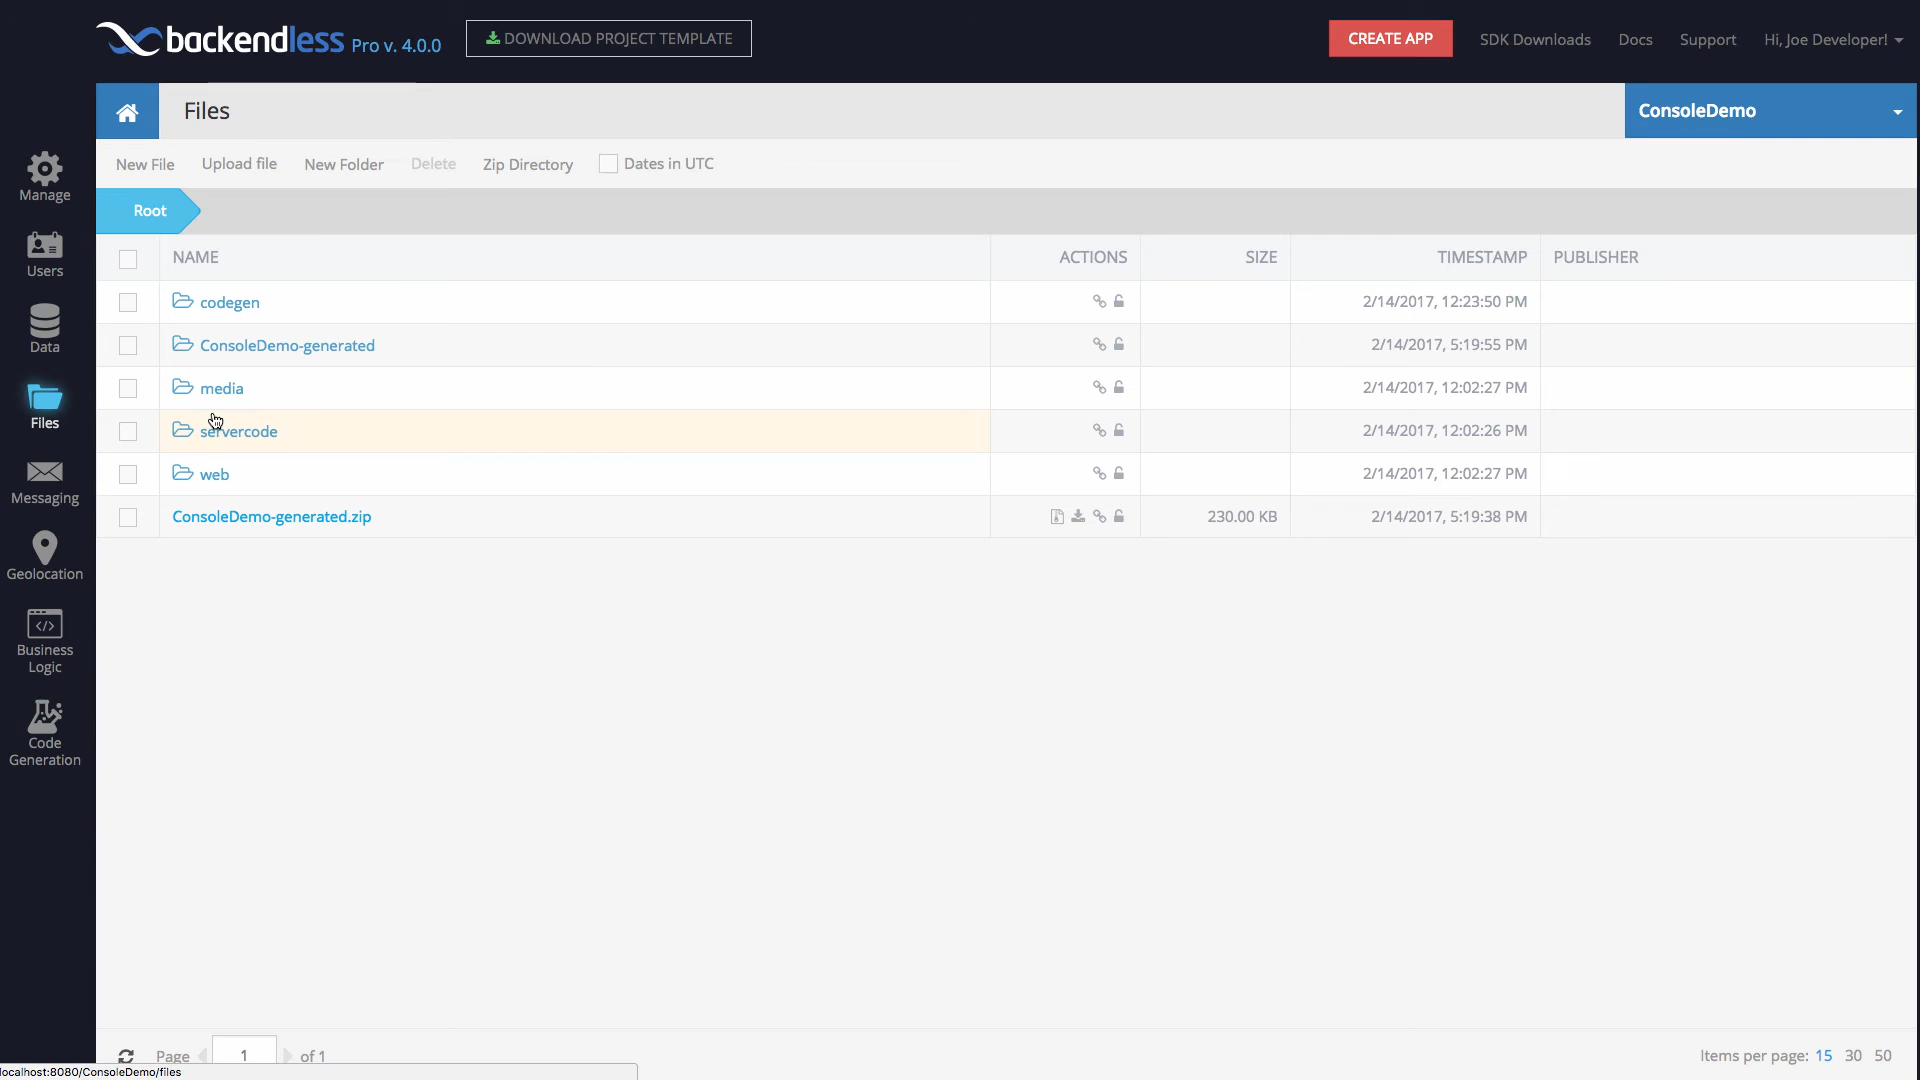 backendless Pro v. 4.0.0
DOWNLOAD PROJECT TEMPLATE
CREATE APP
SDK Downloads
Docs
Support
Hi, Joe Developer!
Files
ConsoleDemo
New File
Upload file
New Folder
Delete
Zip Directory
Dates in UTC
Root
Manage
Users
Data
Files
Messaging
Geolocation
Business
Logic
Code
Generation
NAME ACTIONS SIZE TIMESTAMP PUBLISHER
codegen 2/14/2017, 12:23:50 PM
ConsoleDemo-generated 2/14/2017, 5:19:55 PM
media 2/14/2017, 12:02:27 PM
servercode 2/14/2017, 12:02:26 PM
web 2/14/2017, 12:02:27 PM
ConsoleDemo-generated.zip 230.00 KB 2/14/2017, 5:19:38 PM
Page 1 of 1
Items per page: 15 30 50
localhost:8080/ConsoleDemo/files